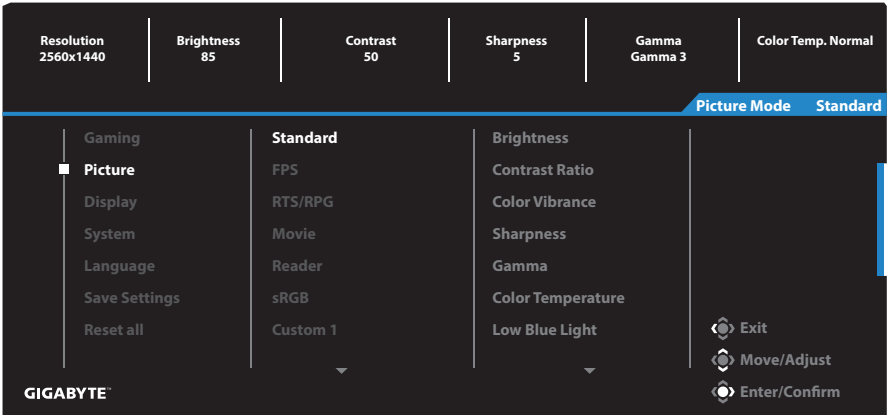 Resolution
2560x1440
Brightness
85
Contrast
50
Sharpness
5
Gamma
Gamma 3
Color Temp. Normal
Picture Mode Standard
Gaming
Picture
Display
System
Language
Save Settings
Reset all
Standard
FPS
RTS/RPG
Movie
Reader
sRGB
Custom 1
Brightness
Contrast Ratio
Color Vibrance
Sharpness
Gamma
Color Temperature
Low Blue Light
Exit
Move/Adjust
Enter/Confirm
GIGABYTE™